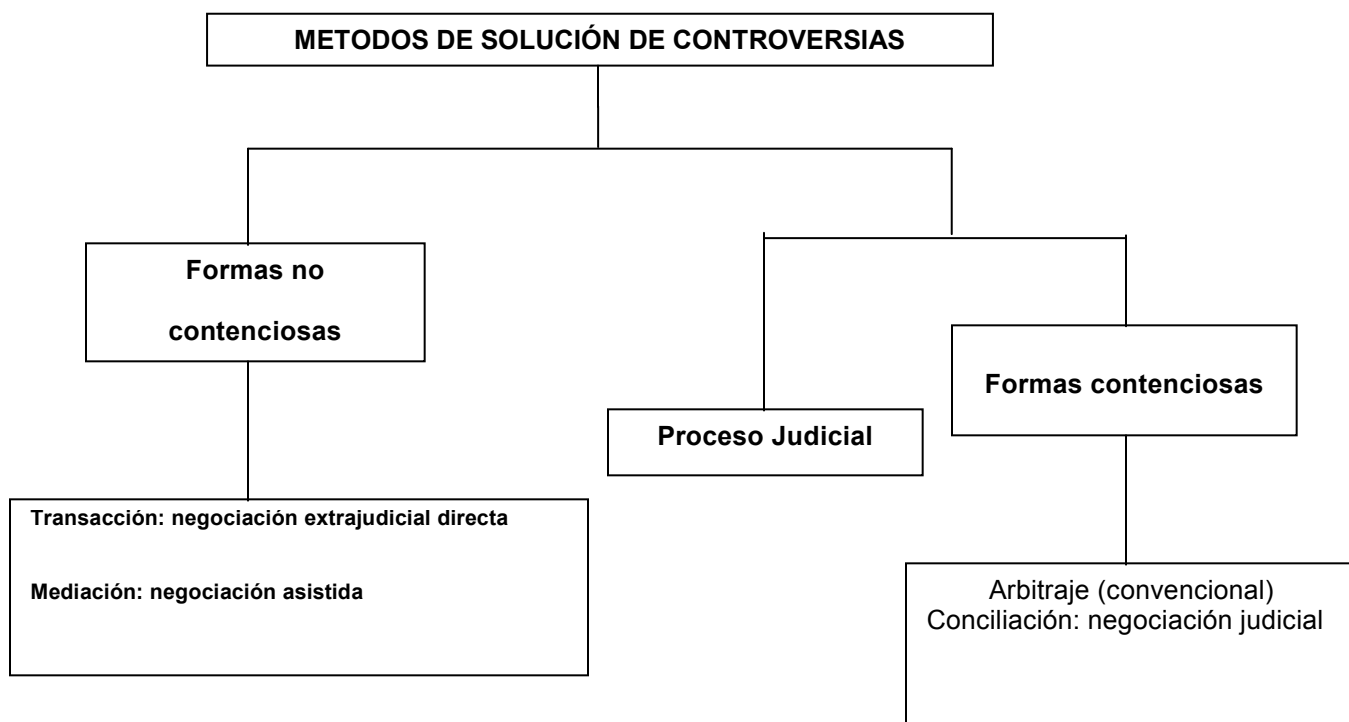 METODOS DE SOLUCIÓN DE CONTROVERSIAS
Formas no
contenciosas
Formas contenciosas
Proceso Judicial
Transacción: negociación extrajudicial directa
Mediación: negociación asistida
Arbitraje (convencional)
Conciliación: negociación judicial